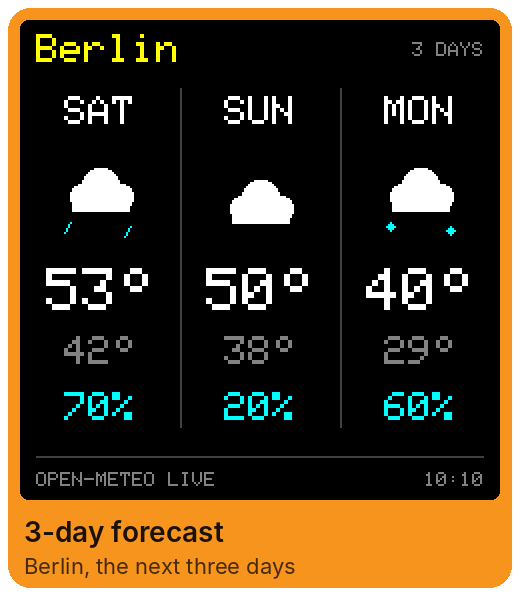 Berlin 3 DAYS
SAT SUN MON
53° 50° 40°
42° 38° 29°
70% 20% 60%
OPEN-METEO LIVE 10:10
3-day forecast
Berlin, the next three days